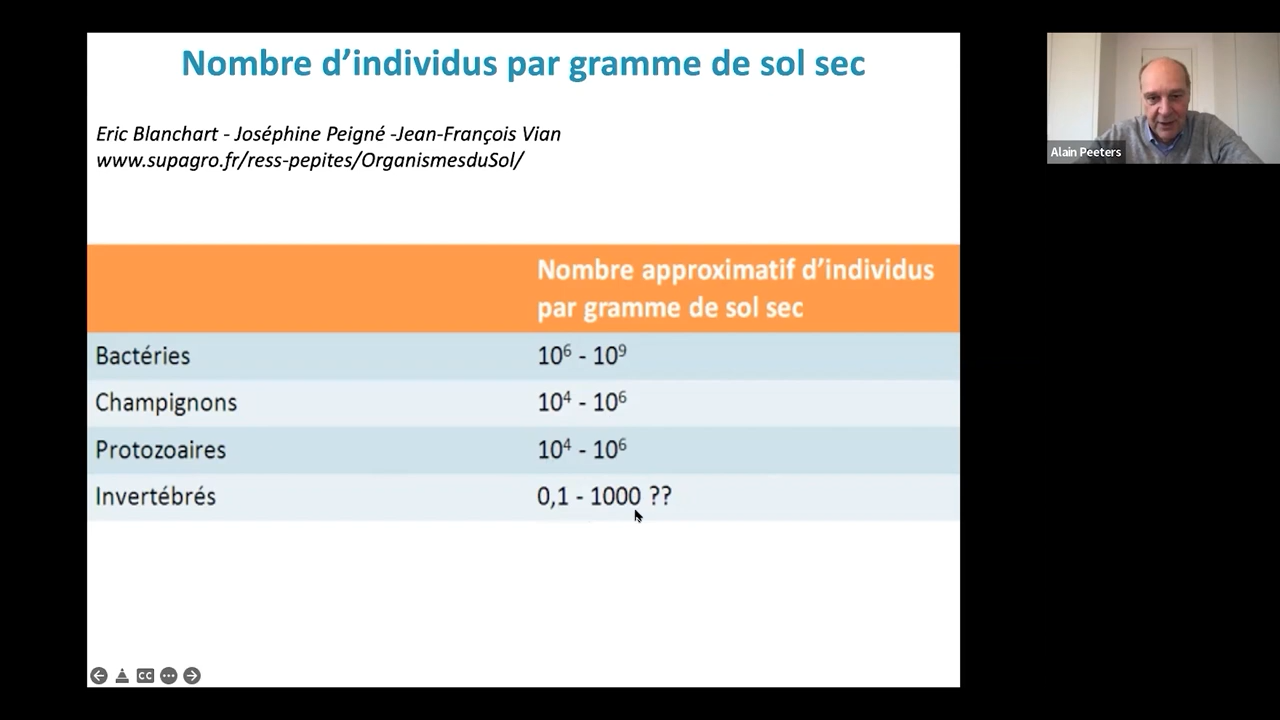 Nombre d’individus par gramme de sol sec
Eric Blanchart - Joséphine Peigné -Jean-François Vian
www.supagro.fr/ress-pepites/OrganismesduSol/
Nombre approximatif d’individus
par gramme de sol sec
Bactéries 10⁶ - 10⁹
Champignons 10⁴ - 10⁶
Protozoaires 10⁴ - 10⁶
Invertébrés 0,1 - 1000 ??
Alain Peeters
CC